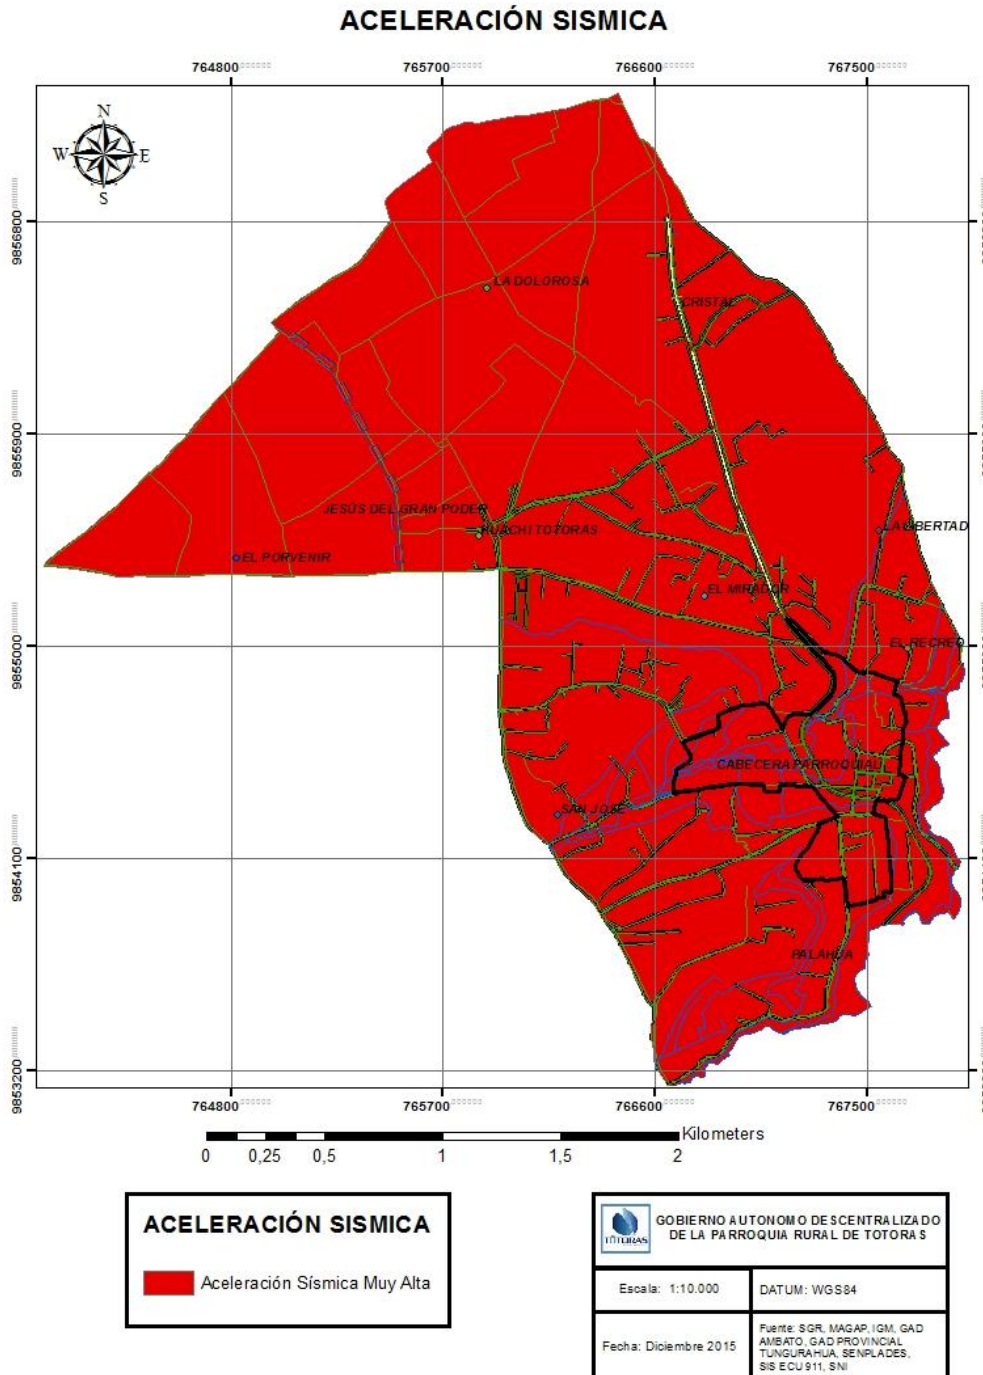 ACELERACIÓN SISMICA
764800 765700 766600 767500
N
W E
S
9856800
LA DOLOROSA
CRISTAL
9855900
JESÚS DEL GRAN PODER
HUACHI TOTORAS
LA LIBERTAD
EL PORVENIR
EL MIRADOR
EL RECREO
9855000
CABECERA PARROQUIAL
SAN JOSE
9854100
PALAHUA
9853200
764800 765700 766600 767500
Kilometers
0 0,25 0,5 1 1,5 2
ACELERACIÓN SISMICA
Aceleración Sísmica Muy Alta
TOTORAS
GOBIERNO AUTONOMO DESCENTRALIZADO
DE LA PARROQUIA RURAL DE TOTORAS
Escala: 1:10.000
DATUM: WGS84
Fecha: Diciembre 2015
Fuente: SGR, MAGAP, IGM, GAD
AMBATO, GAD PROVINCIAL
TUNGURAHUA, SENPLADES,
SIS ECU 911, SNI